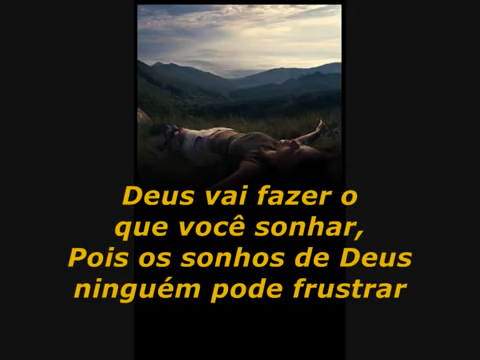 Deus vai fazer o
que você sonhar,
Pois os sonhos de Deus
ninguém pode frustrar